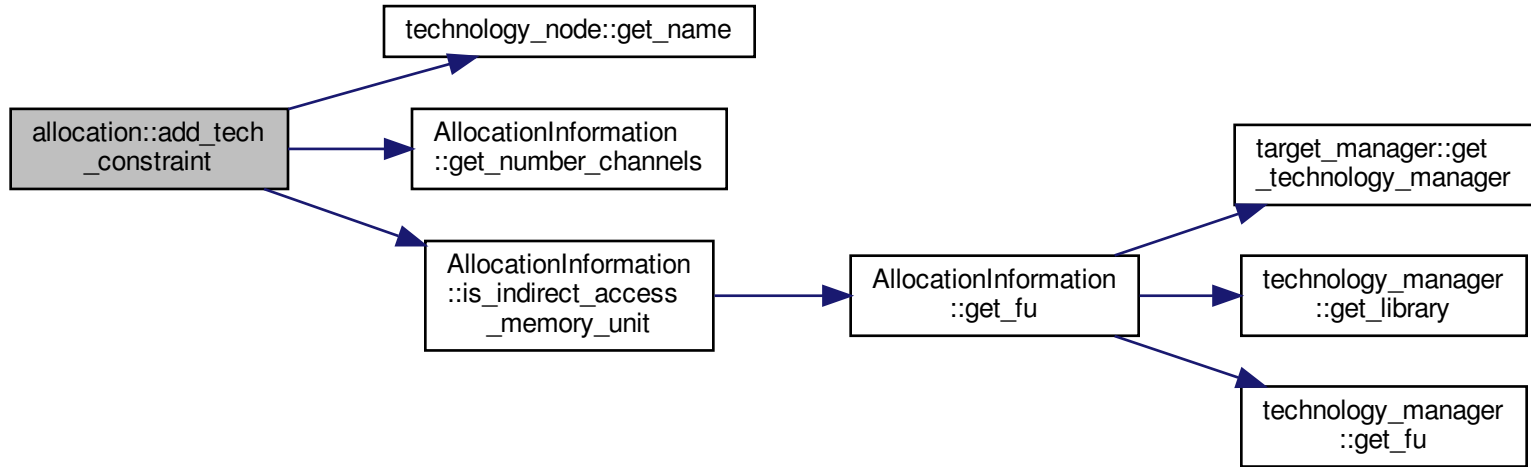 technology_node::get_name
allocation::add_tech
_constraint
AllocationInformation
::get_number_channels
AllocationInformation
::is_indirect_access
_memory_unit
AllocationInformation
::get_fu
target_manager::get
_technology_manager
technology_manager
::get_library
technology_manager
::get_fu